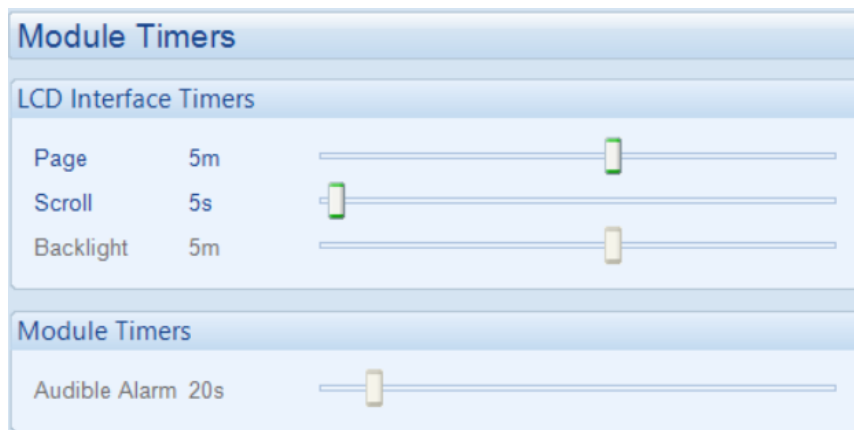 Module Timers
LCD Interface Timers
Page 5m
Scroll 5s
Backlight 5m
Module Timers
Audible Alarm 20s